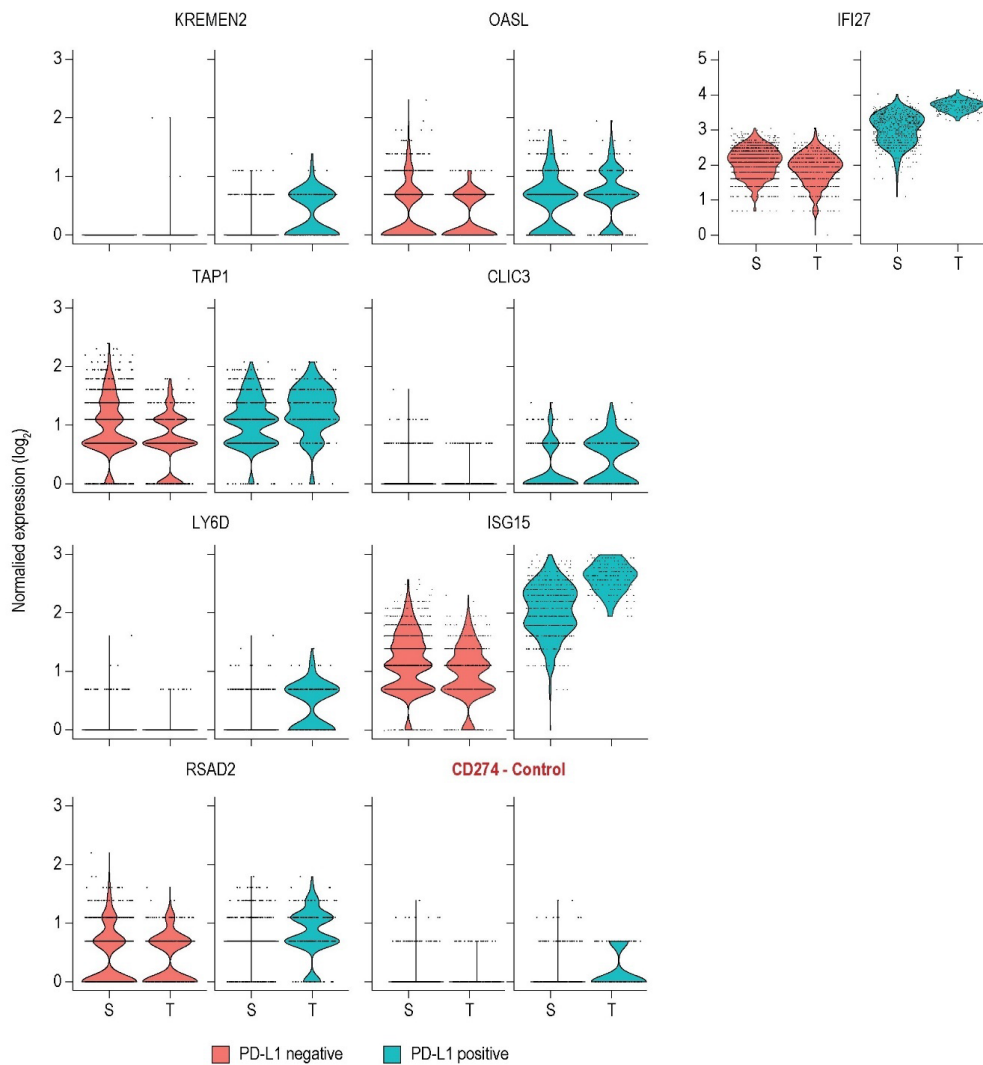 KREMEN2 OASL IFI27
3 2 1 0
5 4 3 2 1 0
S T S T
TAP1 CLIC3
3 2 1 0
Normalied expression (log2)
LY6D ISG15
3 2 1 0
RSAD2 CD274 - Control
3 2 1 0
S T S T S T S T
PD-L1 negative PD-L1 positive